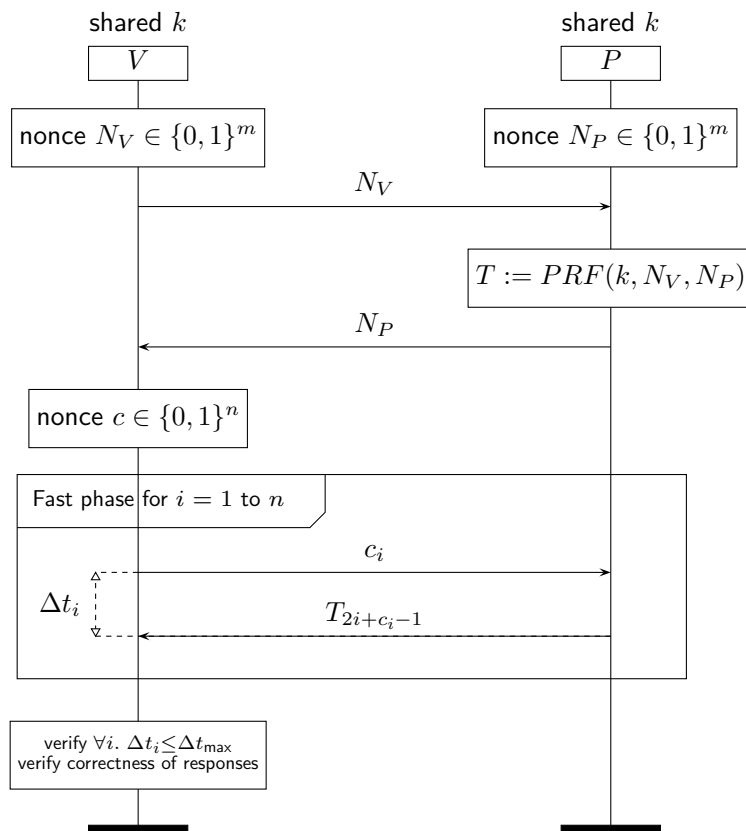 shared k shared k
V P
nonce N_V ∈ {0, 1}^m nonce N_P ∈ {0, 1}^m
N_V
T := PRF(k, N_V, N_P)
N_P
nonce c ∈ {0, 1}^n
Fast phase for i = 1 to n
c_i
Δt_i
T_{2i+c_i−1}
verify ∀i. Δt_i≤Δt_max
verify correctness of responses